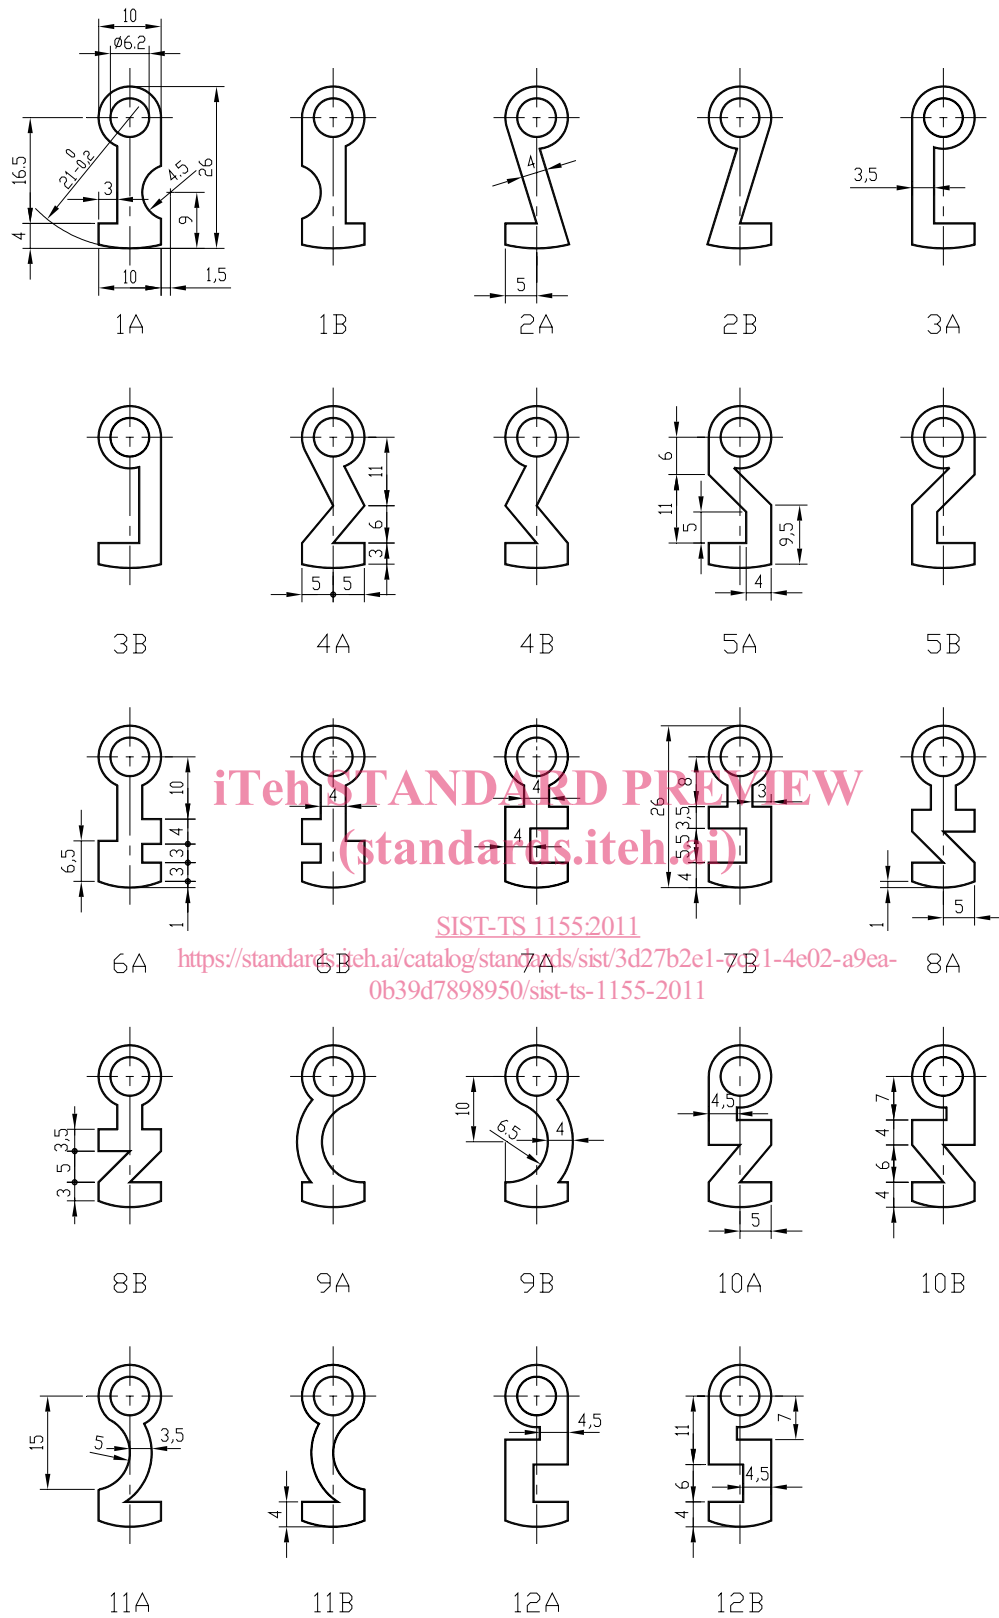 10
ø6.2
16.5
21-0,2
0
4.5
26
3
9
4
10
1,5
4
5
3,5
1A
1B
2A
2B
3A
11
6
3
5
5
6
11
5
9,5
4
3B
4A
4B
5A
5B
iTeh STANDARD PREVIEW
(standards.iteh.ai)
10
4
3
3
1
6,5
4
4
4
26
8
3,5
5,5
4
3
1
5
SIST-TS 1155:2011
https://standards.iteh.ai/catalog/standards/sist/3d27b2e1-cc21-4e02-a9ea-
0b39d7898950/sist-ts-1155-2011
6A
6B
7A
7B
8A
3,5
5
3
10
6.5
4
4,5
5
7
4
6
4
8B
9A
9B
10A
10B
15
5
3,5
4
4,5
11
6
4
7
4,5
11A
11B
12A
12B